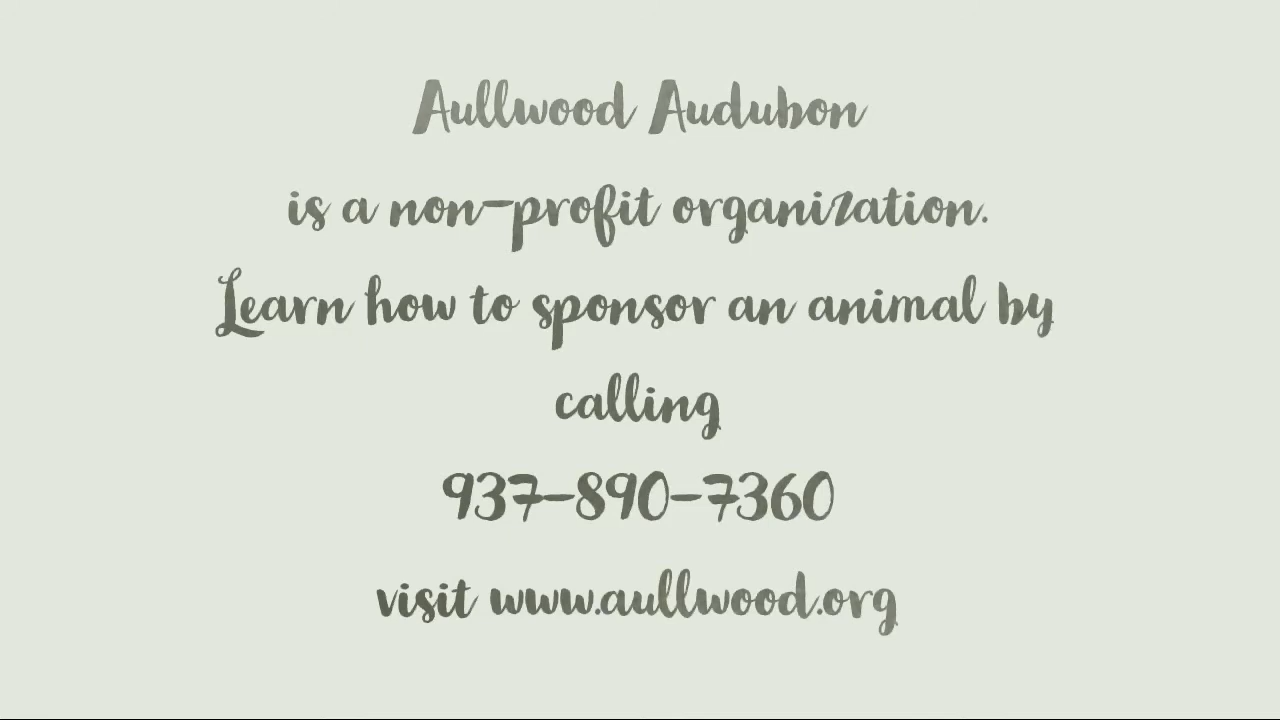 Aullwood Audubon
is a non-profit organization.
Learn how to sponsor an animal by
calling
937-890-7360
visit www.aullwood.org